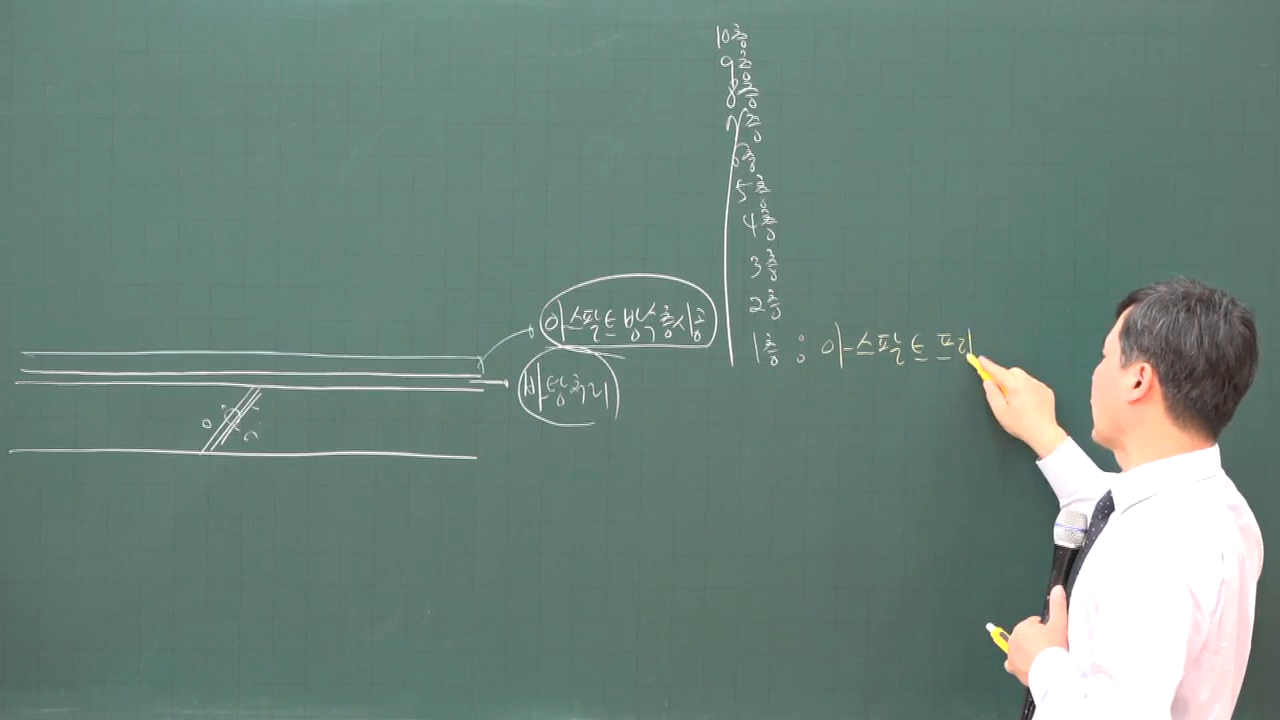 10층
9층
8층
7층
6층
5층
4층
3층
2층
1층 : 아스팔트 프라
아스팔트 방수층시공
바탕처리